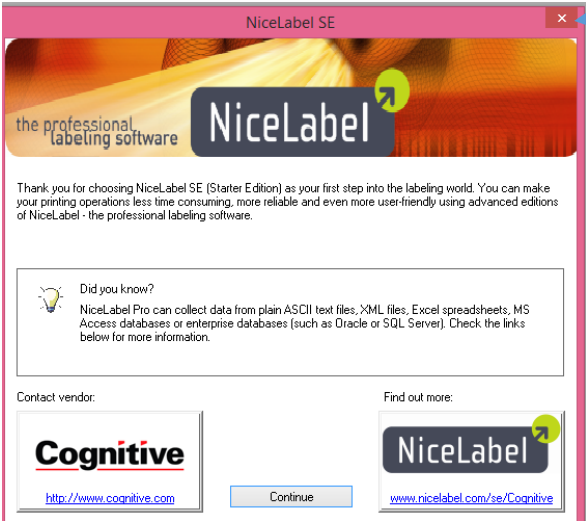 NiceLabel SE
the professional
labeling software
NiceLabel
Thank you for choosing NiceLabel SE (Starter Edition) as your first step into the labeling world. You can make
your printing operations less time consuming, more reliable and even more user-friendly using advanced editions
of NiceLabel - the professional labeling software.
Did you know?
NiceLabel Pro can collect data from plain ASCII text files, XML files, Excel spreadsheets, MS
Access databases or enterprise databases (such as Oracle or SQL Server). Check the links
below for more information.
Contact vendor:
Find out more:
Cognitive
NiceLabel
http://www.cognitive.com
Continue
www.nicelabel.com/se/Cognitive